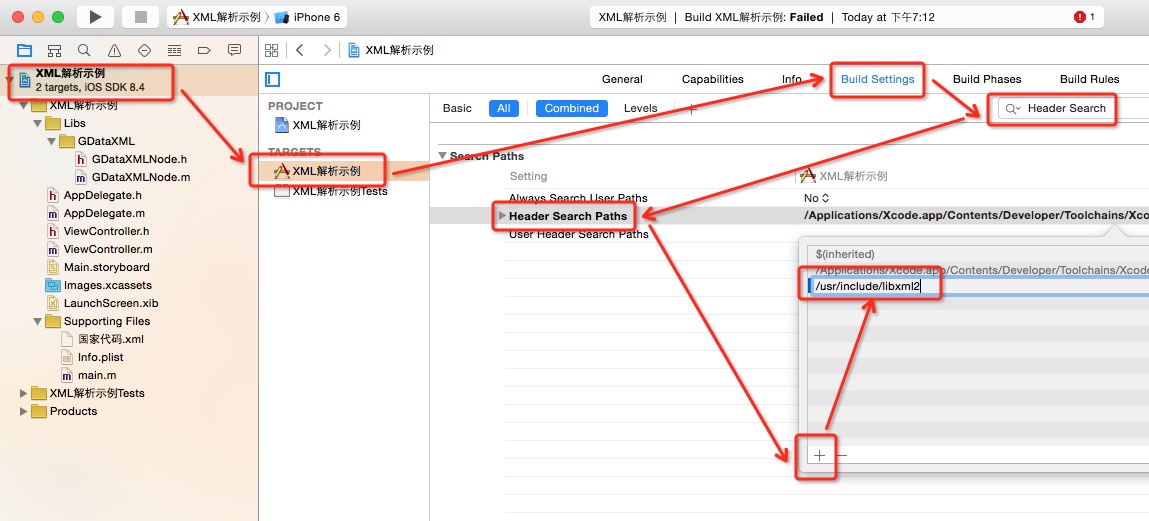 XML解析示例 〉 iPhone 6
XML解析示例 | Build XML解析示例: Failed | Today at 下午7:12
1
XML解析示例
2 targets, iOS SDK 8.4
XML解析示例
Libs
GDataXML
GDataXMLNode.h
GDataXMLNode.m
AppDelegate.h
AppDelegate.m
ViewController.h
ViewController.m
Main.storyboard
Images.xcassets
LaunchScreen.xib
Supporting Files
国家代码.xml
Info.plist
main.m
XML解析示例Tests
Products
XML解析示例
General Capabilities Info Build Settings Build Phases Build Rules
PROJECT
XML解析示例
TARGETS
XML解析示例
XML解析示例Tests
Basic All Combined Levels +
Header Search
Search Paths
Setting XML解析示例
Always Search User Paths No
Header Search Paths /Applications/Xcode.app/Contents/Developer/Toolchains/Xco
User Header Search Paths
$(inherited)
/Applications/Xcode.app/Contents/Developer/Toolchains/Xcode
/usr/include/libxml2
+ −